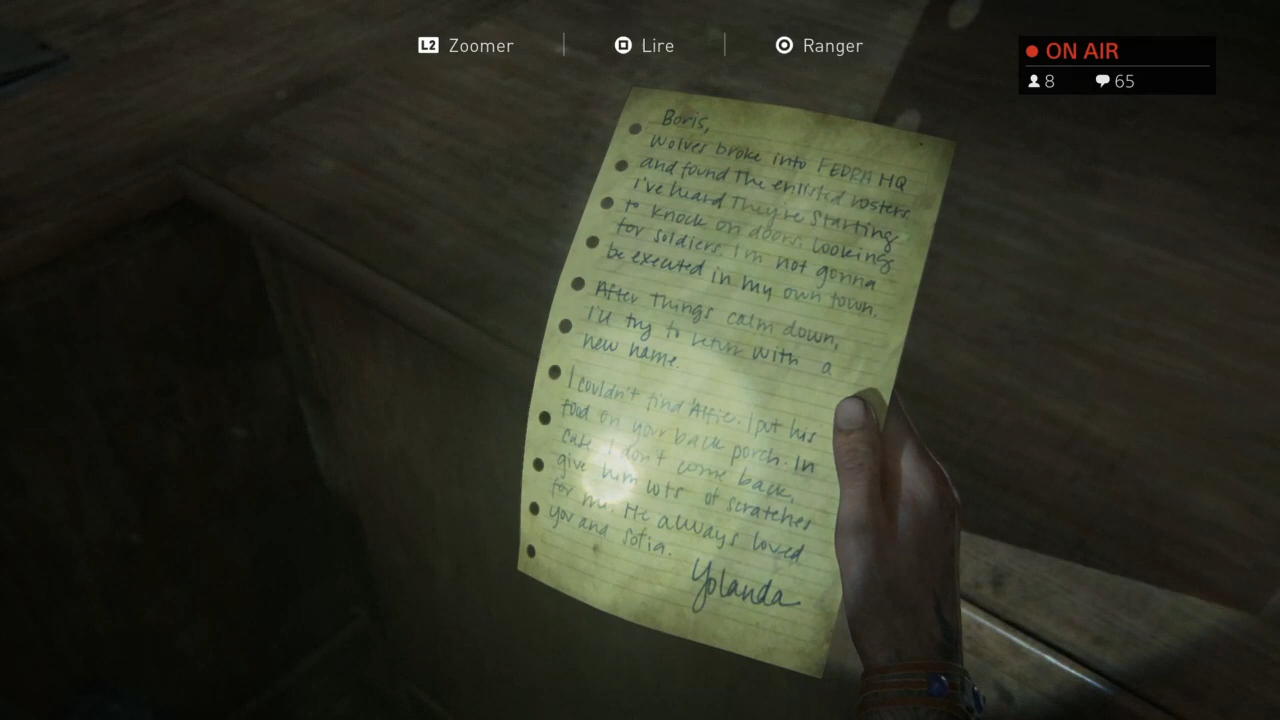 L2 Zoomer
Lire
Ranger
ON AIR
8 65
Boris,
Wolves broke into FEDRA HQ
and found the enlisted rosters.
I've heard They're Starting
to knock on doors. Looking
for soldiers. I'm not gonna
be executed in my own town.
After Things calm down,
I'll try to return with a
new name.
I couldn't find Alfie. I put his
food on your back porch. In
case I don't come back,
give him lots of scratches
for me. He always loved
you and Sofia.
Yolanda